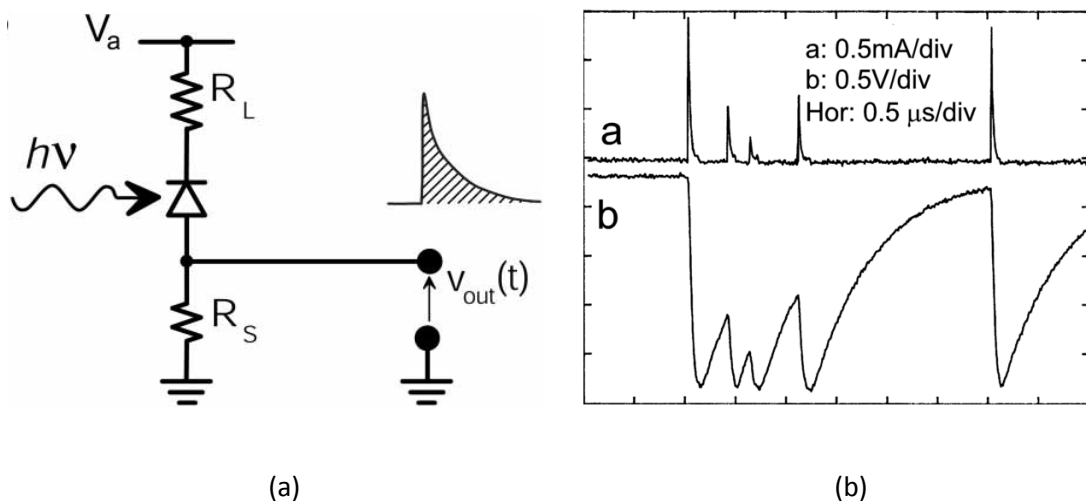 V_a
R_L
hν
v_out(t)
R_S
a: 0.5mA/div
b: 0.5V/div
Hor: 0.5 μs/div
a
b
(a)
(b)